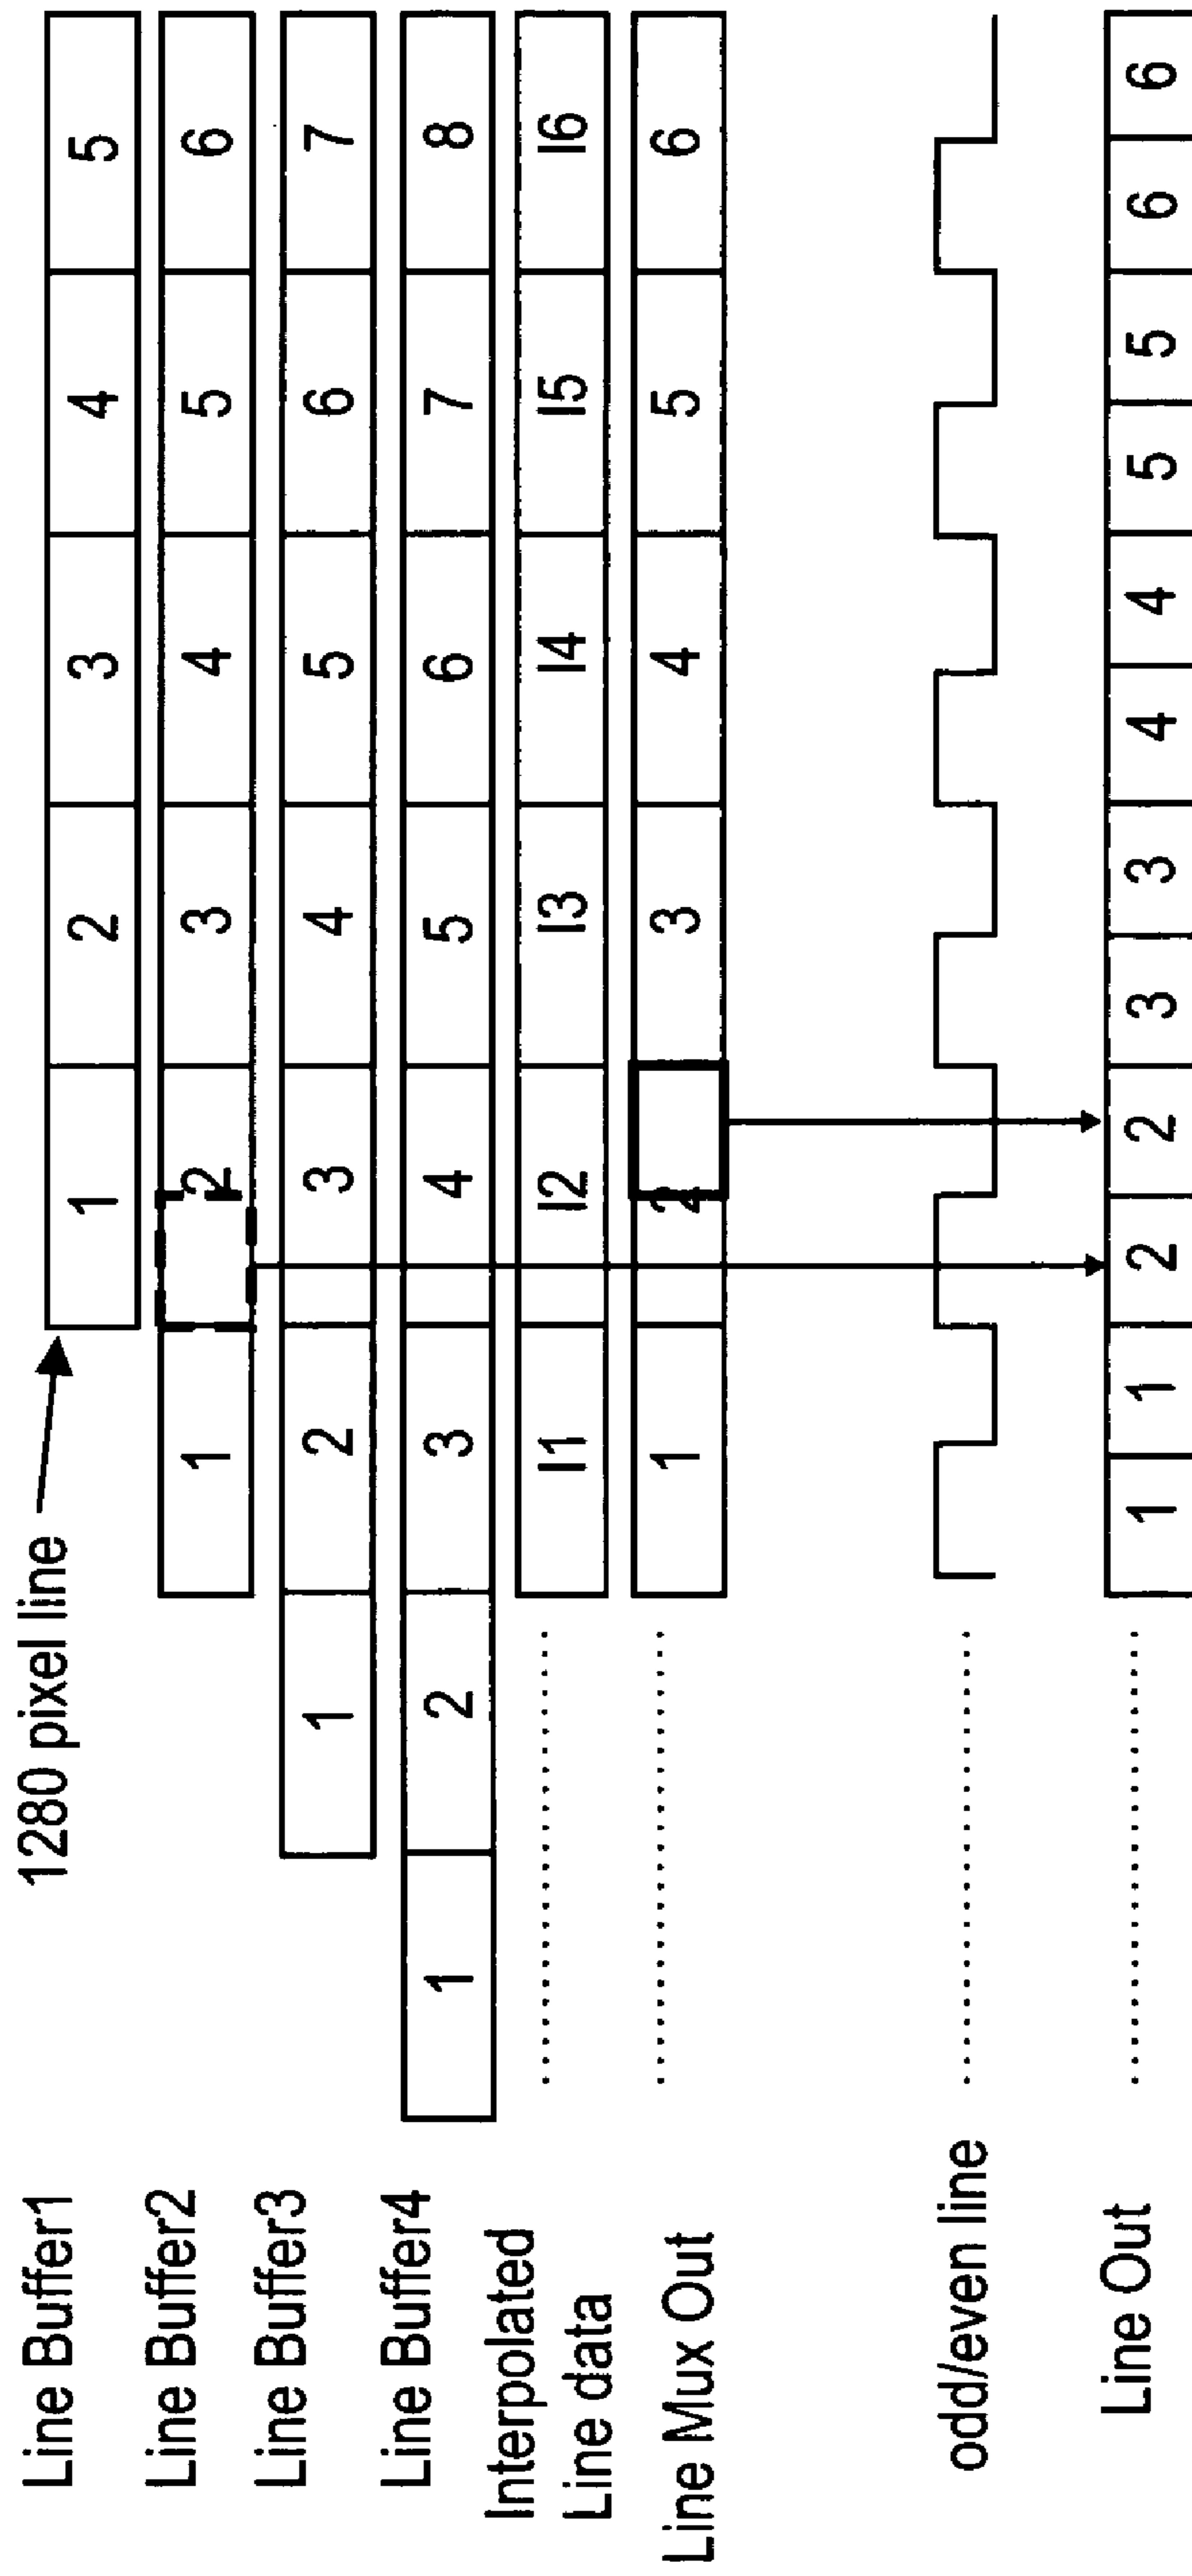 1280 pixel line
Line Buffer1 1 2 3 4 5
Line Buffer2 1 2 3 4 5 6
Line Buffer3 1 2 3 4 5 6 7
Line Buffer4 1 2 3 4 5 6 7 8
Interpolated
Line data I1 I2 I3 I4 I5 I6
Line Mux Out 1 2 3 4 5 6
odd/even line
Line Out 1 1 2 2 3 3 4 4 5 5 6 6